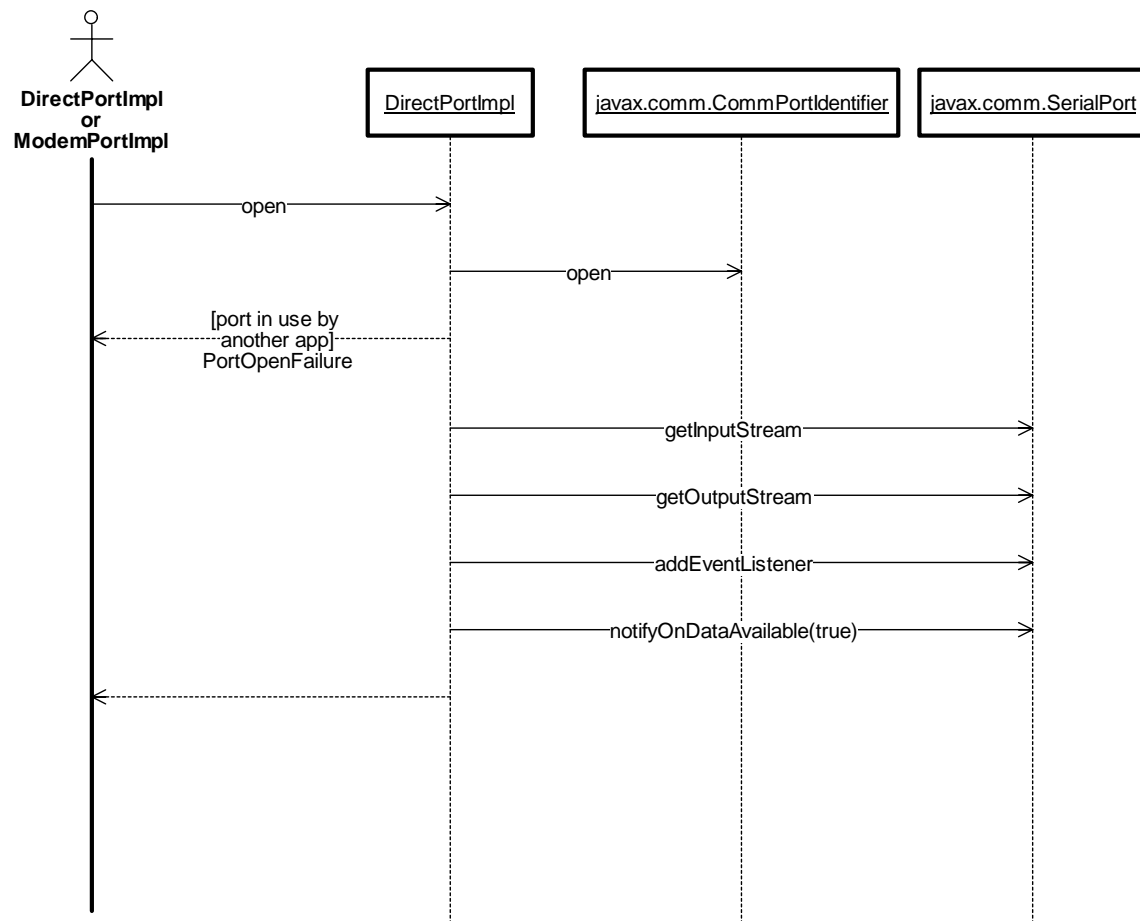 DirectPortImpl
or
ModemPortImpl
DirectPortImpl
javax.comm.CommPortIdentifier
javax.comm.SerialPort
open
open
[port in use by
another app]
PortOpenFailure
getInputStream
getOutputStream
addEventListener
notifyOnDataAvailable(true)